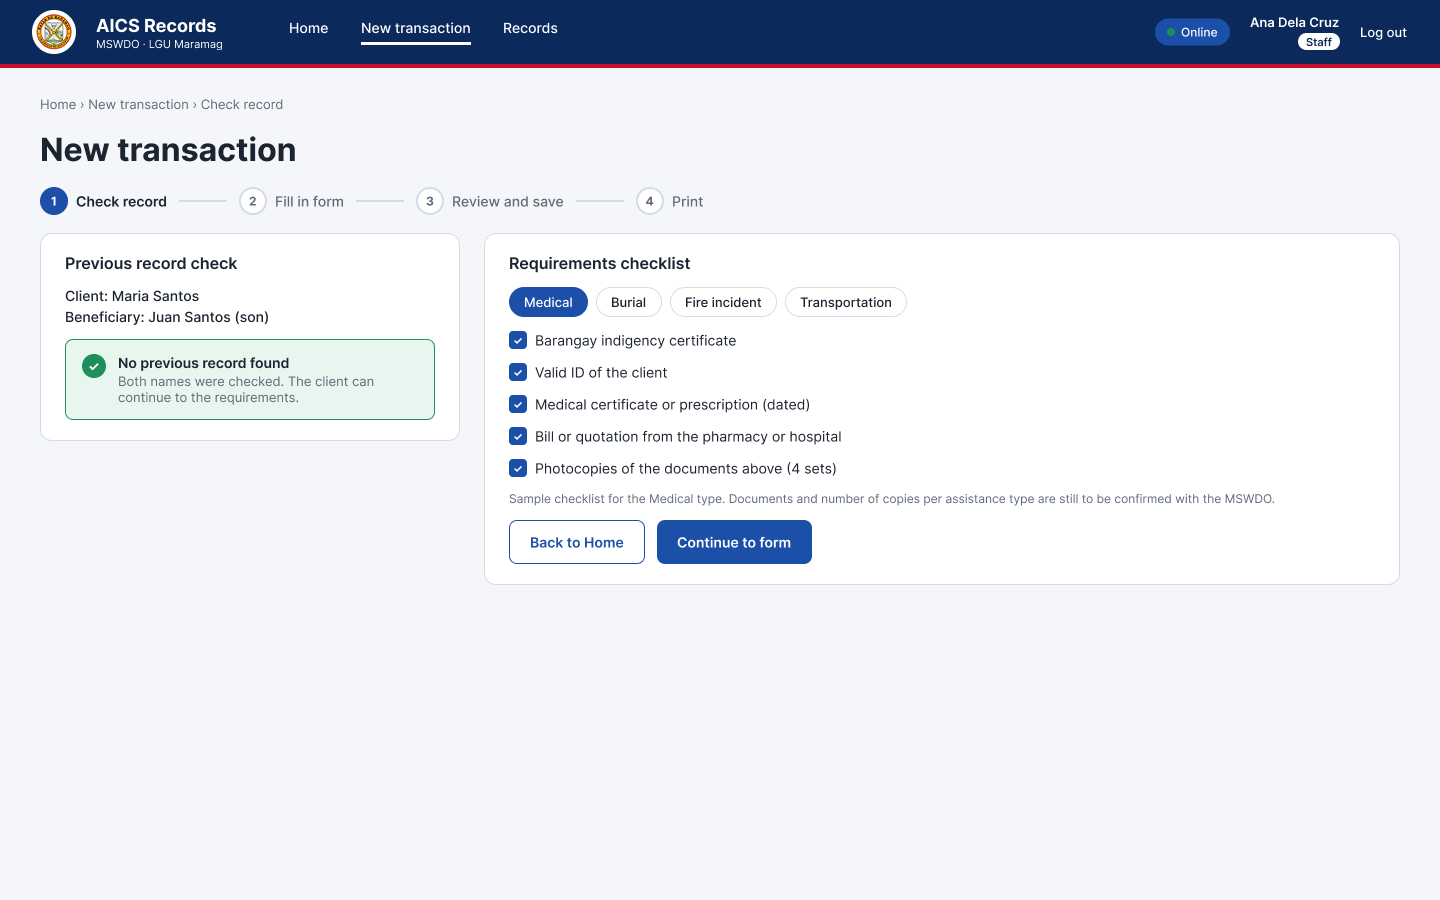 AICS Records
MSWDO · LGU Maramag
Home
New transaction
Records
Online
Ana Dela Cruz
Staff
Log out
Home › New transaction › Check record
New transaction
1 Check record
2 Fill in form
3 Review and save
4 Print
Previous record check
Client: Maria Santos
Beneficiary: Juan Santos (son)
No previous record found
Both names were checked. The client can
continue to the requirements.
Requirements checklist
Medical
Burial
Fire incident
Transportation
Barangay indigency certificate
Valid ID of the client
Medical certificate or prescription (dated)
Bill or quotation from the pharmacy or hospital
Photocopies of the documents above (4 sets)
Sample checklist for the Medical type. Documents and number of copies per assistance type are still to be confirmed with the MSWDO.
Back to Home
Continue to form